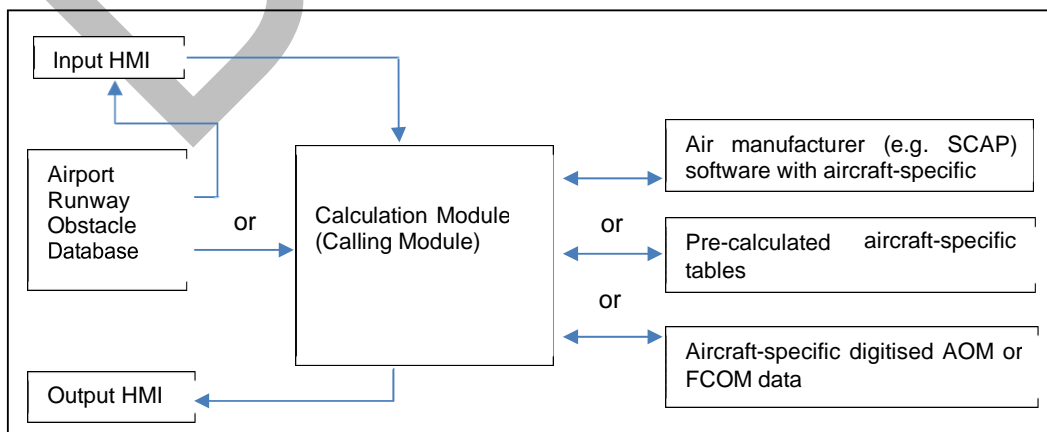 Input HMI
Airport
Runway
Obstacle
Database
or
Calculation Module
(Calling Module)
Output HMI
Air manufacturer (e.g. SCAP)
software with aircraft-specific
or
Pre-calculated aircraft-specific
tables
or
Aircraft-specific digitised AOM or
FCOM data